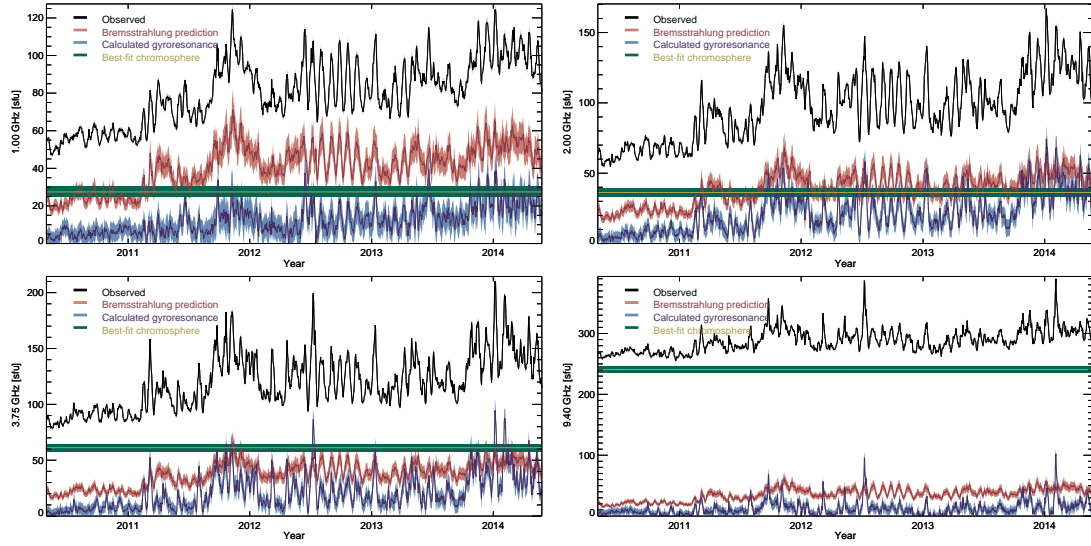 120
100
80
60
40
20
0
1.00 GHz [sfu]
Observed
Bremsstrahlung prediction
Calculated gyroresonance
Best-fit chromosphere
2011
2012
2013
2014
Year
150
100
50
0
2.00 GHz [sfu]
Observed
Bremsstrahlung prediction
Calculated gyroresonance
Best-fit chromosphere
2011
2012
2013
2014
Year
200
150
100
50
0
3.75 GHz [sfu]
Observed
Bremsstrahlung prediction
Calculated gyroresonance
Best-fit chromosphere
2011
2012
2013
2014
Year
300
200
100
0
9.40 GHz [sfu]
Observed
Bremsstrahlung prediction
Calculated gyroresonance
Best-fit chromosphere
2011
2012
2013
2014
Year